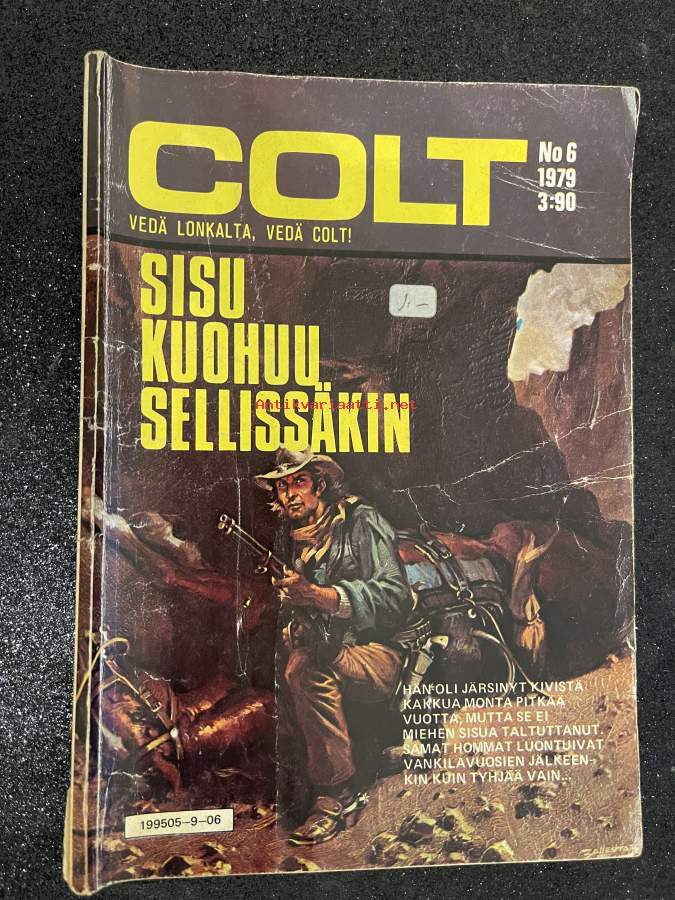 COLT
No 6
1979
3:90
VEDÄ LONKALTA, VEDÄ COLT!
SISU
KUOHUU
SELLISSÄKIN
Antikvariaatti.net
HÄN OLI JÄRSINYT KIVISTÄ
KAKKUA MONTA PITKÄÄ
VUOTTA, MUTTA SE EI
MIEHEN SISUA TALTUTTANUT.
SAMAT HOMMAT LUONTUIVAT
VANKILAVUOSIEN JÄLKEEN-
KIN KUIN TYHJÄÄ VAIN...
199505-9-06